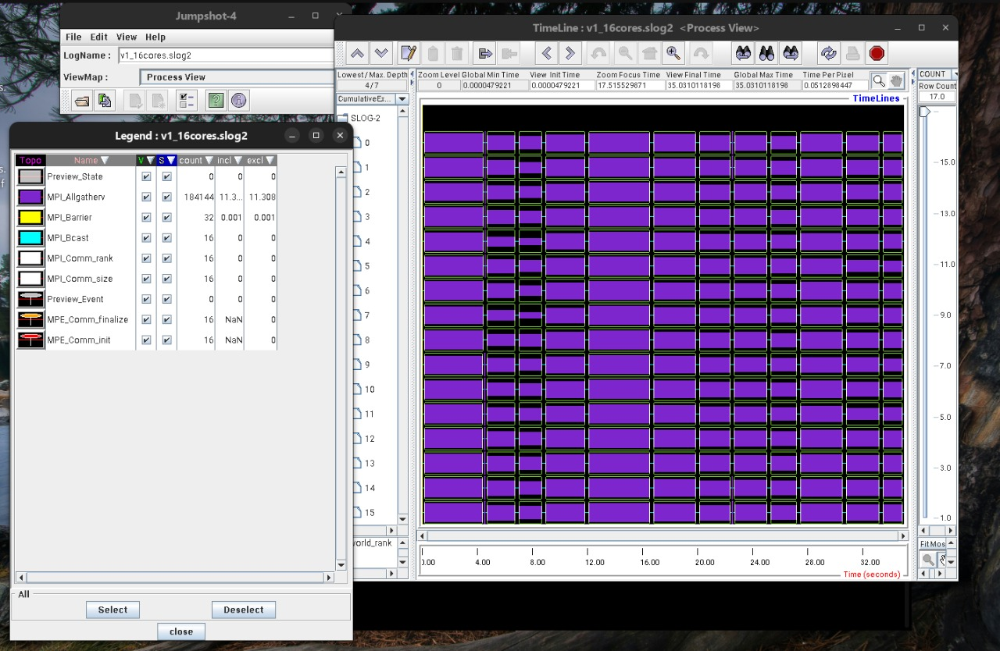 Jumpshot-4
File Edit View Help
LogName : v1_16cores.slog2
ViewMap : Process View
TimeLine : v1_16cores.slog2 <Process View>
Lowest / Max. Depth
4 / 7
Zoom Level Global Min Time View Init Time Zoom Focus Time View Final Time Global Max Time Time Per Pixel
0 0.0000479221 0.0000479221 17.515529871 35.0310118198 35.0310118198 0.0512898447
CumulativeEx...
TimeLines
SLOG-2
0
1
2
3
4
5
6
7
8
9
10
11
12
13
14
15
world_rank
COUNT
Row Count
17.0
15.0
13.0
11.0
9.0
7.0
5.0
3.0
1.0
Fit Mos
0.00 4.00 8.00 12.00 16.00 20.00 24.00 28.00 32.00
Time (seconds)
Legend : v1_16cores.slog2
Topo Name V S count incl excl
Preview_State 0 0 0
MPI_Allgatherv 184144 11.3... 11.308
MPI_Barrier 32 0.001 0.001
MPI_Bcast 16 0 0
MPI_Comm_rank 16 0 0
MPI_Comm_size 16 0 0
Preview_Event 0 0 0
MPE_Comm_finalize 16 NaN 0
MPE_Comm_init 16 NaN 0
All
Select Deselect
close